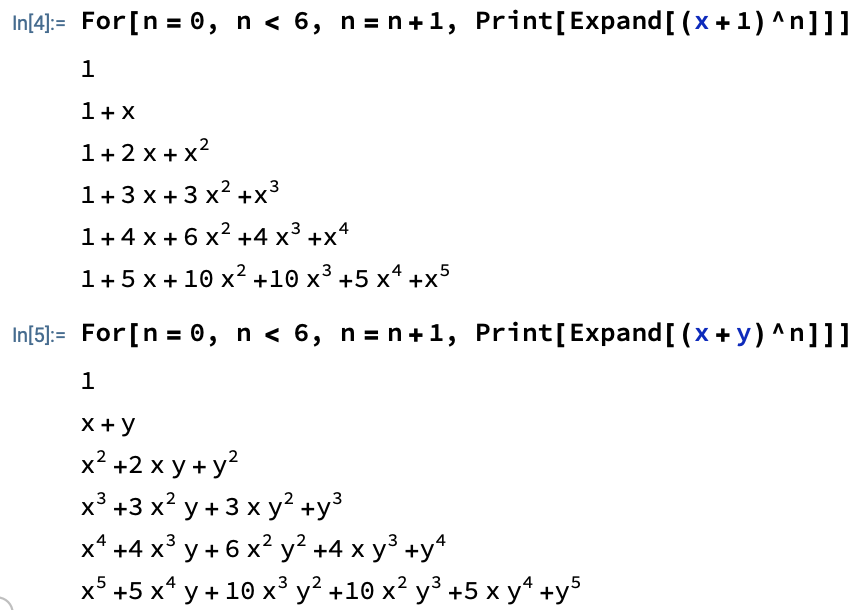 In[4]:= For[n = 0, n < 6, n = n + 1, Print[Expand[(x + 1)^n]]]
1
1 + x
1 + 2 x + x²
1 + 3 x + 3 x² + x³
1 + 4 x + 6 x² + 4 x³ + x⁴
1 + 5 x + 10 x² + 10 x³ + 5 x⁴ + x⁵
In[5]:= For[n = 0, n < 6, n = n + 1, Print[Expand[(x + y)^n]]]
1
x + y
x² + 2 x y + y²
x³ + 3 x² y + 3 x y² + y³
x⁴ + 4 x³ y + 6 x² y² + 4 x y³ + y⁴
x⁵ + 5 x⁴ y + 10 x³ y² + 10 x² y³ + 5 x y⁴ + y⁵